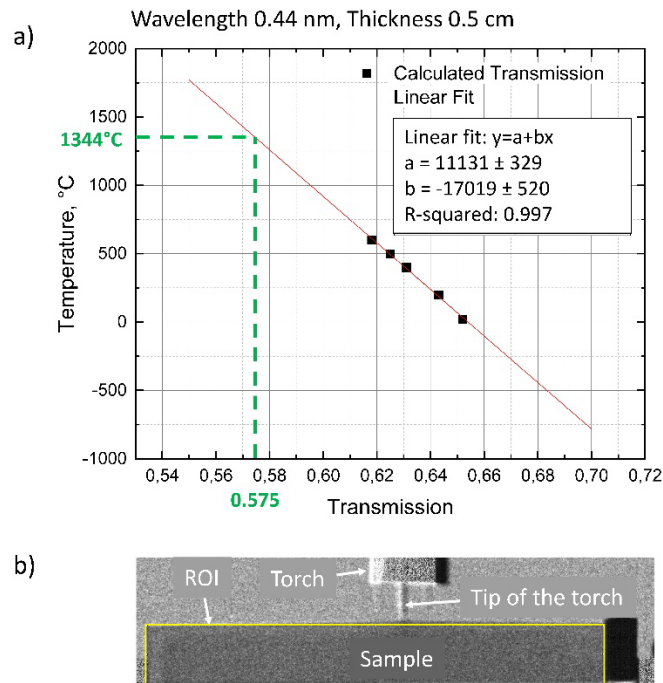 Wavelength 0.44 nm, Thickness 0.5 cm
a)
2000
1500
1344°C
1000
500
0
-500
-1000
Temperature, °C
Calculated Transmission
Linear Fit
Linear fit: y=a+bx
a = 11131 ± 329
b = -17019 ± 520
R-squared: 0.997
0,54 0,56 0,58 0,60 0,62 0,64 0,66 0,68 0,70 0,72
0.575
Transmission
b)
ROI
Torch
Tip of the torch
Sample